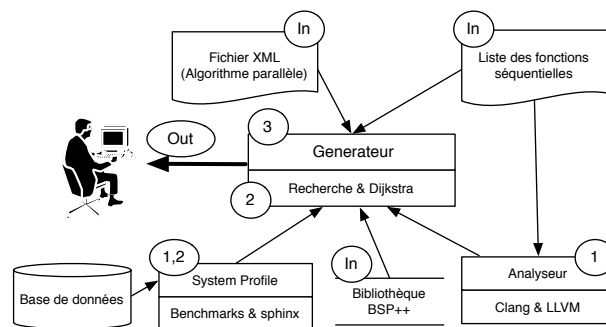 In
In
Fichier XML
(Algorithme parallèle)
Liste des fonctions
séquentielles
3
Out
Generateur
2
Recherche & Dijkstra
1,2
In
1
Base de données
System Profile
Benchmarks & sphinx
Bibliothèque
BSP++
Analyseur
Clang & LLVM